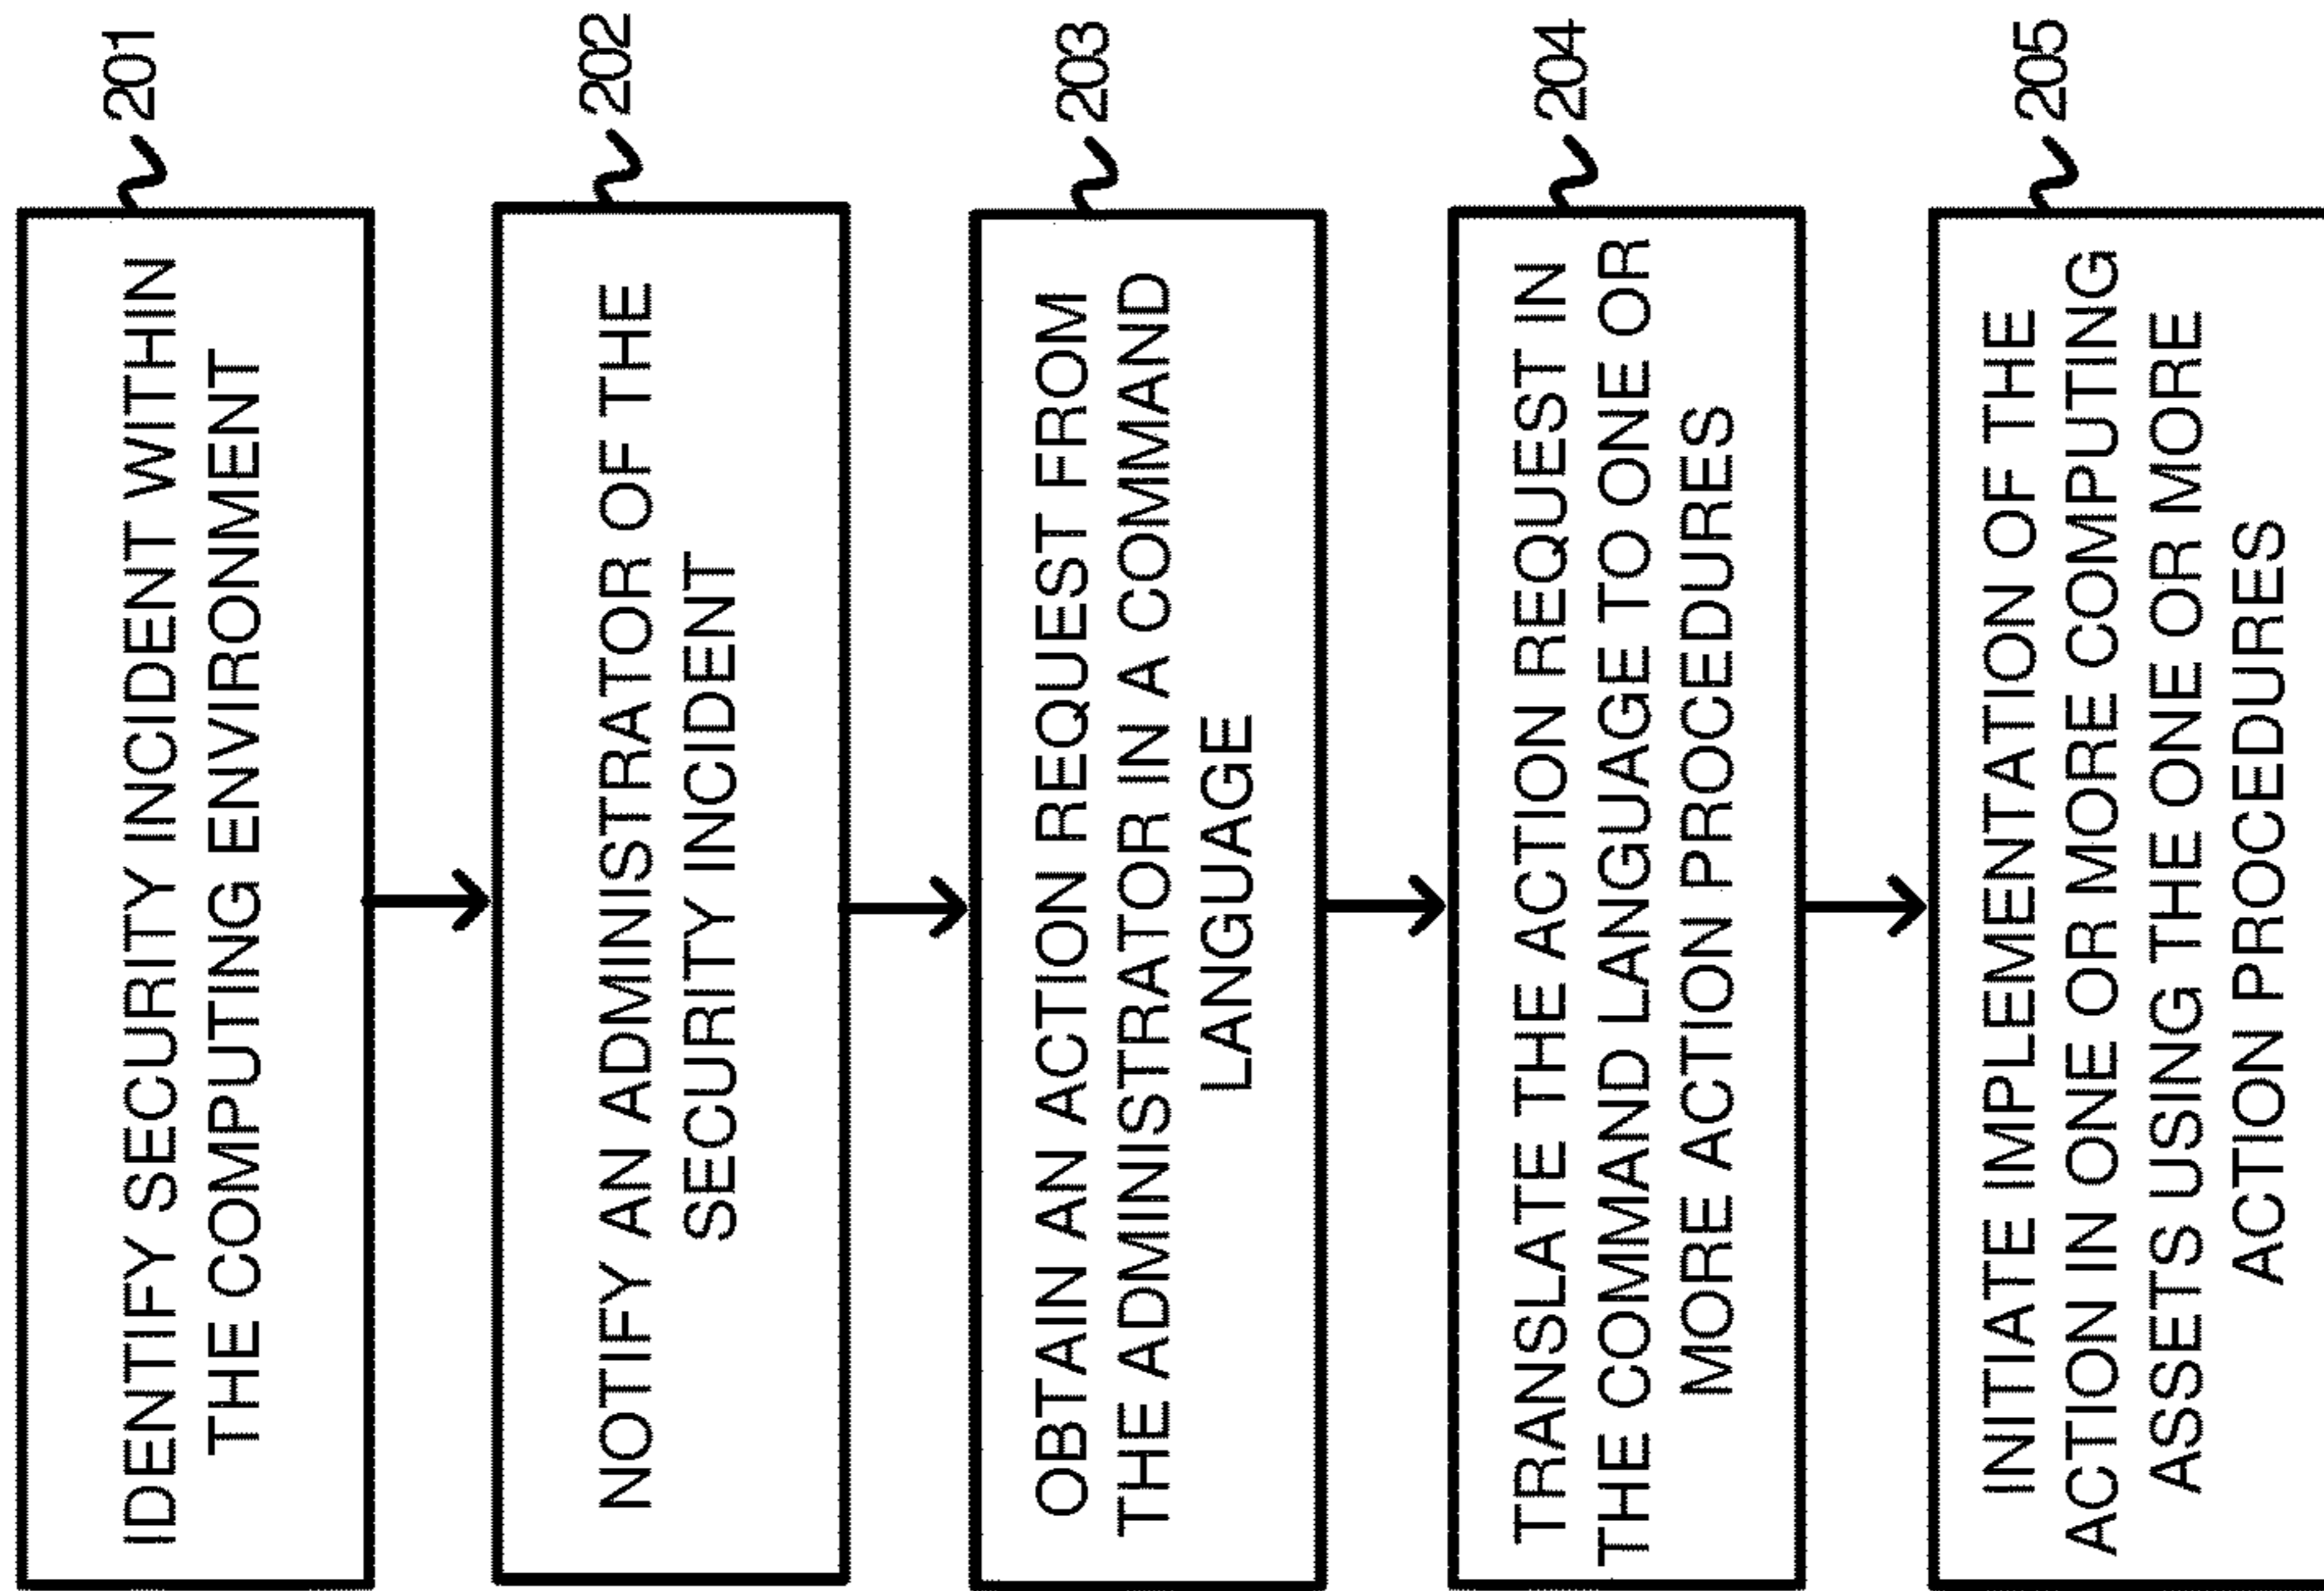 201
IDENTIFY SECURITY INCIDENT WITHIN
THE COMPUTING ENVIRONMENT
202
NOTIFY AN ADMINISTRATOR OF THE
SECURITY INCIDENT
203
OBTAIN AN ACTION REQUEST FROM
THE ADMINISTRATOR IN A COMMAND
LANGUAGE
204
TRANSLATE THE ACTION REQUEST IN
THE COMMAND LANGUAGE TO ONE OR
MORE ACTION PROCEDURES
205
INITIATE IMPLEMENTATION OF THE
ACTION IN ONE OR MORE COMPUTING
ASSETS USING THE ONE OR MORE
ACTION PROCEDURES